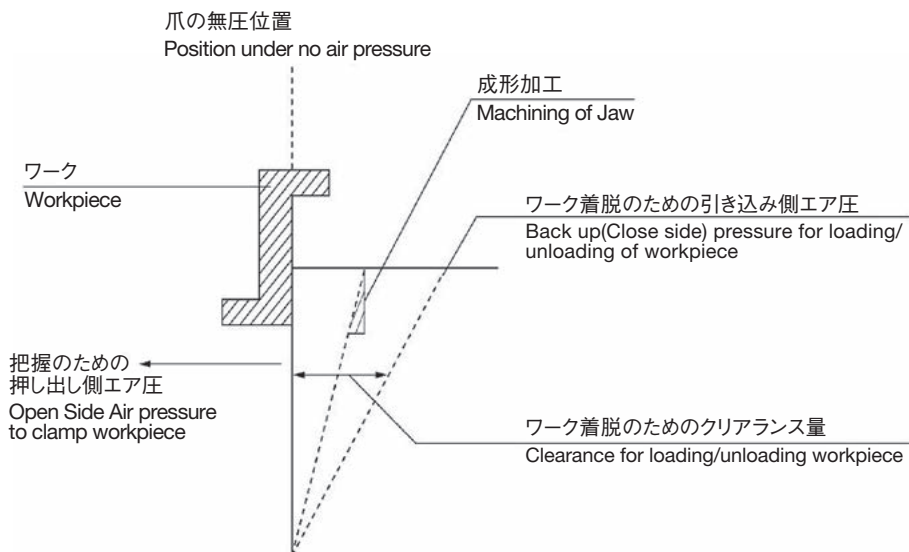 爪の無圧位置
Position under no air pressure
成形加工
Machining of Jaw
ワーク
Workpiece
ワーク着脱のための引き込み側エア圧
Back up(Close side) pressure for loading/
unloading of workpiece
把握のための
押し出し側エア圧
Open Side Air pressure
to clamp workpiece
ワーク着脱のためのクリアランス量
Clearance for loading/unloading workpiece